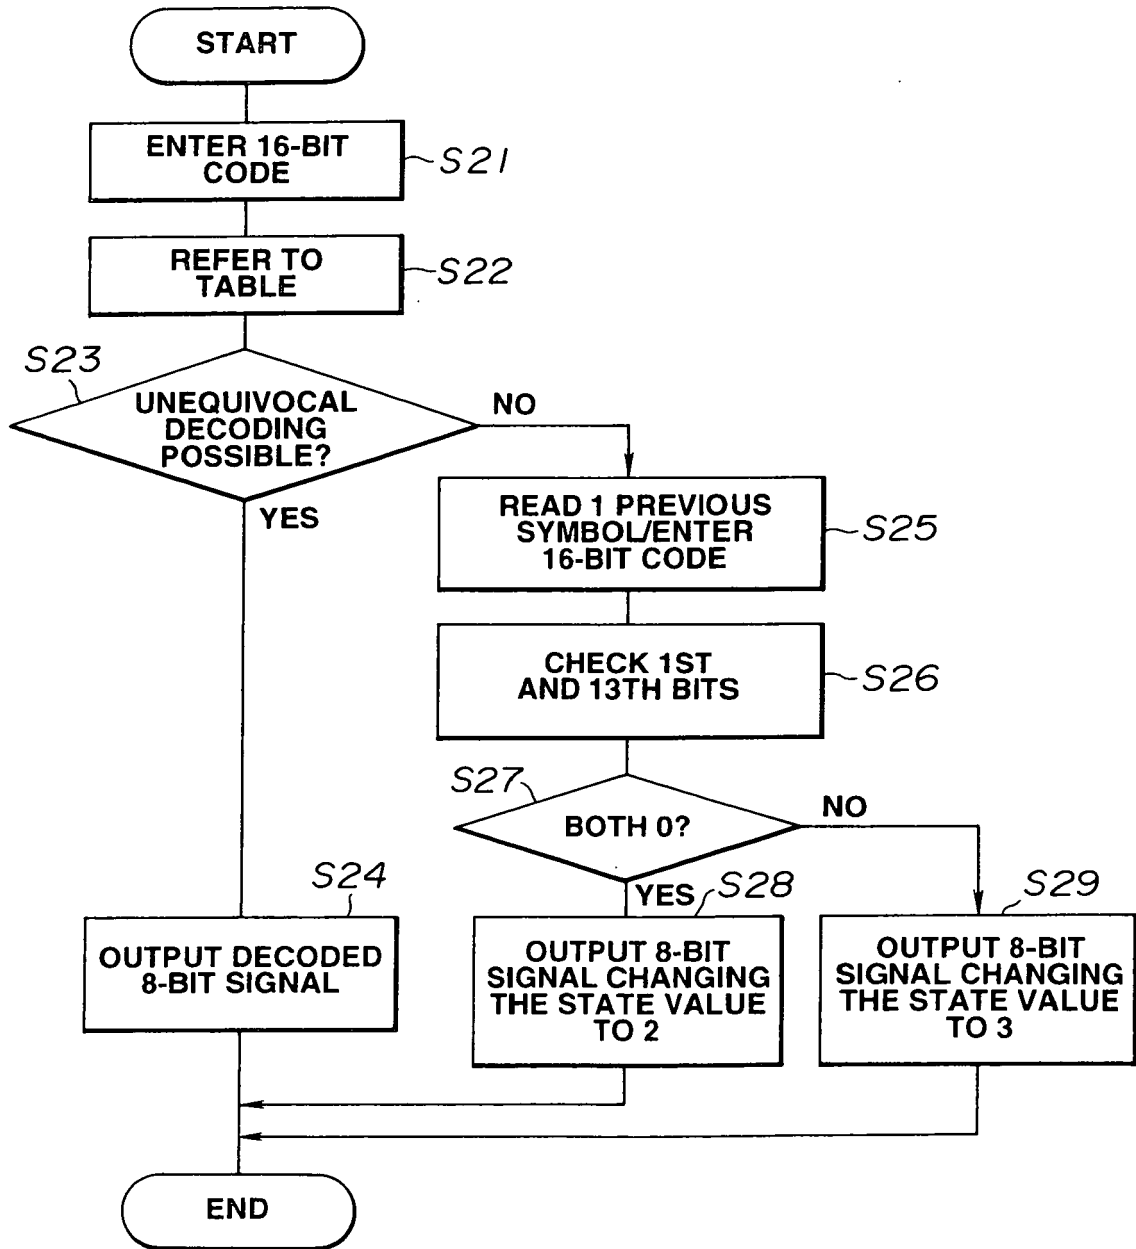 START
ENTER 16-BIT
CODE
S21
REFER TO
TABLE
S22
S23
UNEQUIVOCAL
DECODING
POSSIBLE?
NO
YES
READ 1 PREVIOUS
SYMBOL/ENTER
16-BIT CODE
S25
CHECK 1ST
AND 13TH BITS
S26
S27
BOTH 0?
NO
YES
S24
OUTPUT DECODED
8-BIT SIGNAL
S28
OUTPUT 8-BIT
SIGNAL CHANGING
THE STATE VALUE
TO 2
S29
OUTPUT 8-BIT
SIGNAL CHANGING
THE STATE VALUE
TO 3
END